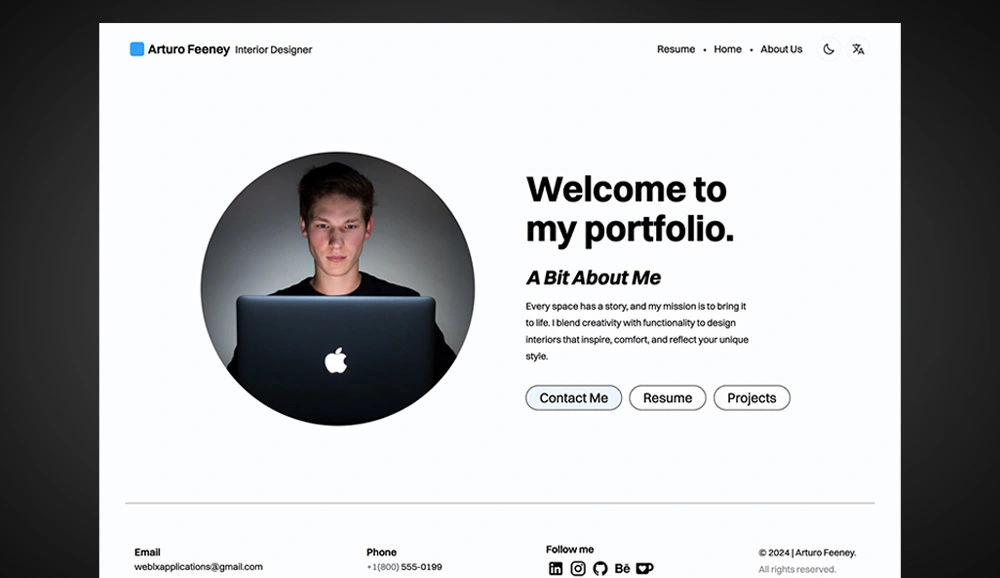 Arturo Feeney Interior Designer
Resume • Home • About Us
Welcome to
my portfolio.
A Bit About Me
Every space has a story, and my mission is to bring it
to life. I blend creativity with functionality to design
interiors that inspire, comfort, and reflect your unique
style.
Contact Me
Resume
Projects
Email
weblxapplications@gmail.com
Phone
+1(800) 555-0199
Follow me
Bē
© 2024 | Arturo Feeney.
All rights reserved.